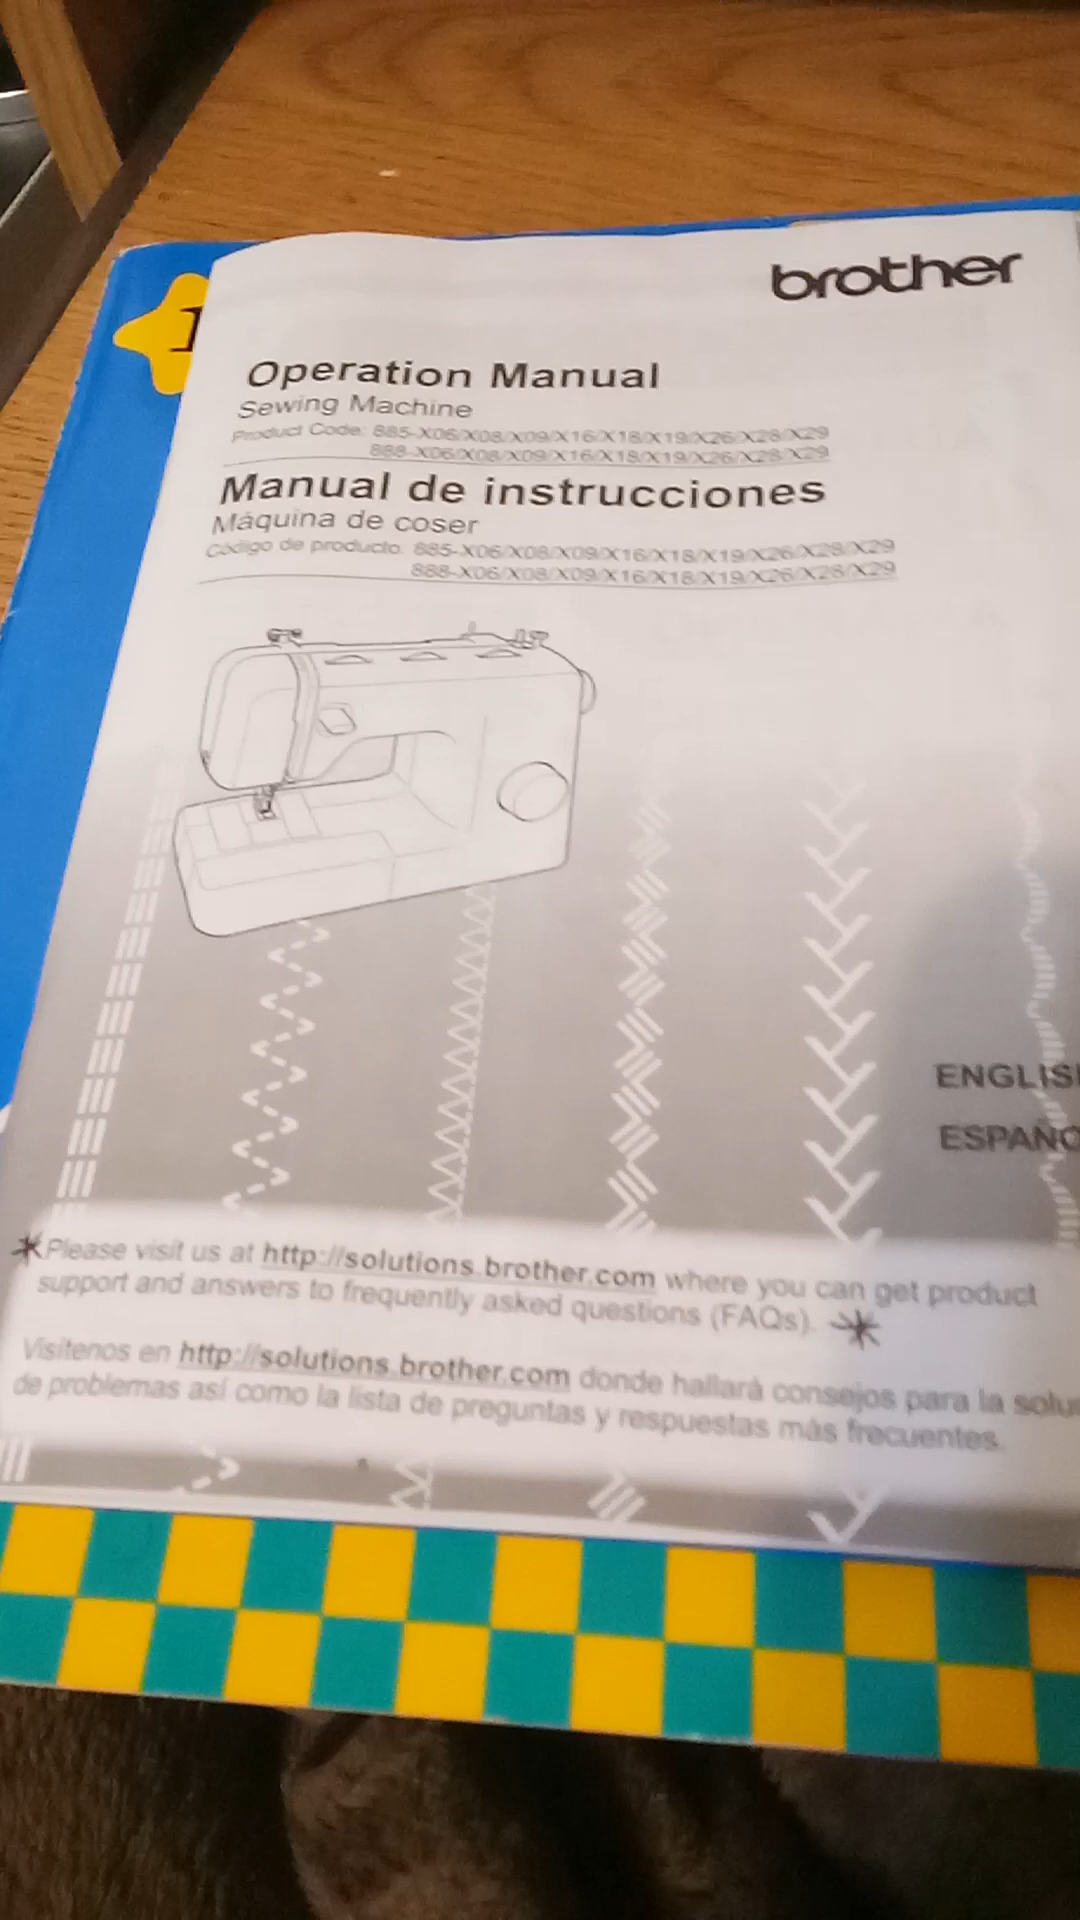 brother
Operation Manual
Sewing Machine
Product Code: 885-X06/X08/X09/X16/X18/X19/X26/X28/X29
888-X06/X08/X09/X16/X18/X19/X26/X28/X29
Manual de instrucciones
Máquina de coser
Código de producto: 885-X06/X08/X09/X16/X18/X19/X26/X28/X29
888-X06/X08/X09/X16/X18/X19/X26/X28/X29
ENGLIS
ESPAÑO
*Please visit us at http://solutions.brother.com where you can get product
support and answers to frequently asked questions (FAQs). *
Visítenos en http://solutions.brother.com donde hallará consejos para la solu
de problemas así como la lista de preguntas y respuestas más frecuentes.